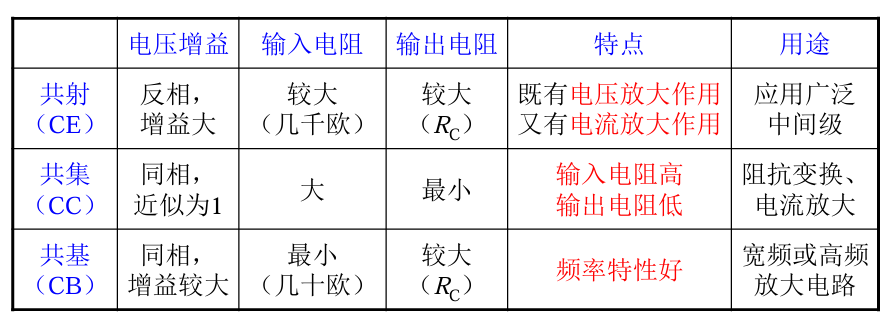 电压增益 输入电阻 输出电阻 特点 用途
共射 反相， 较大 较大 既有电压放大作用 应用广泛
（CE） 增益大 （几千欧） （RC） 又有电流放大作用 中间级
共集 同相， 大 最小 输入电阻高 阻抗变换、
（CC） 近似为1 输出电阻低 电流放大
共基 同相， 最小 较大 频率特性好 宽频或高频
（CB） 增益较大 （几十欧） （RC） 放大电路